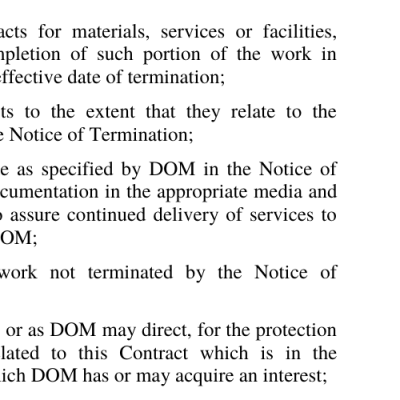 acts for materials, services or facilities,
mpletion of such portion of the work in
effective date of termination;
ts to the extent that they relate to the
e Notice of Termination;
e as specified by DOM in the Notice of
cumentation in the appropriate media and
o assure continued delivery of services to
OM;
work not terminated by the Notice of
or as DOM may direct, for the protection
lated to this Contract which is in the
ich DOM has or may acquire an interest;